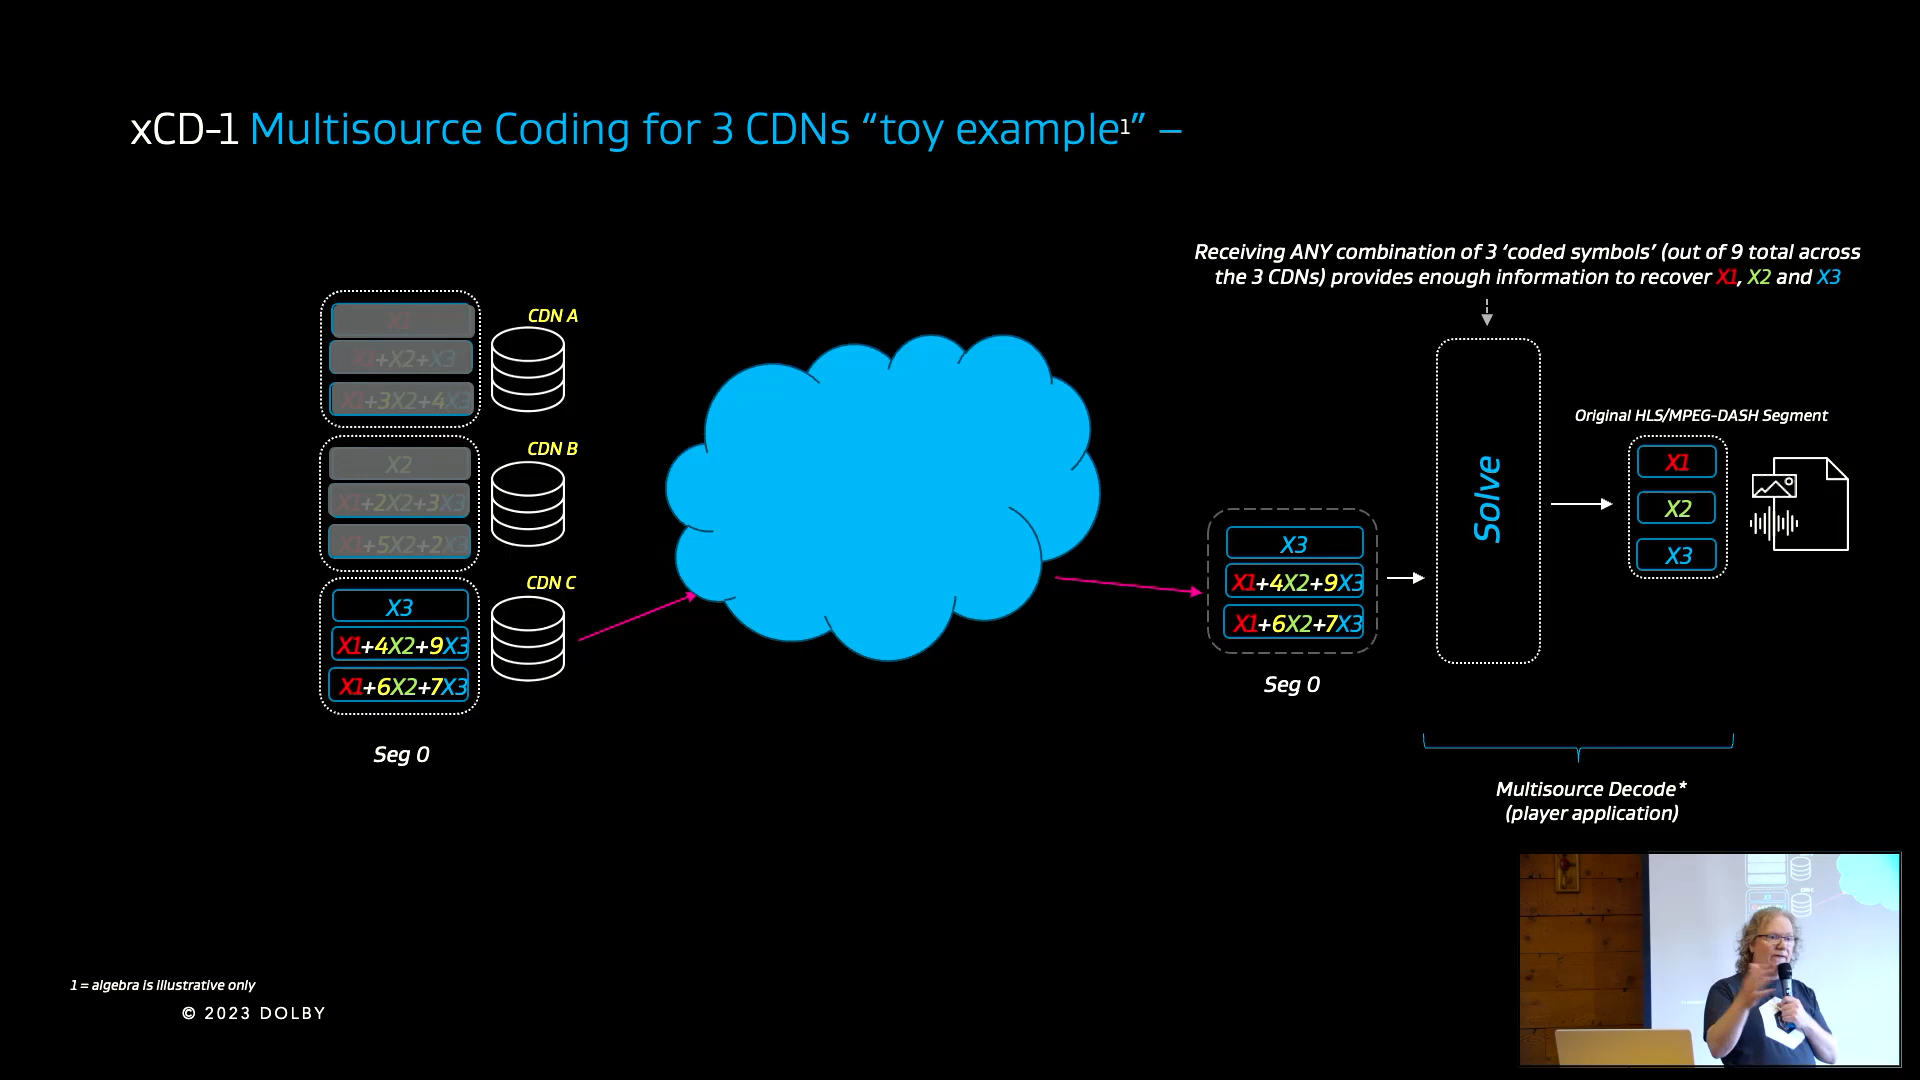 xCD-1 Multisource Coding for 3 CDNs “toy example¹” –
Receiving ANY combination of 3 ‘coded symbols’ (out of 9 total across
the 3 CDNs) provides enough information to recover X1, X2 and X3
CDN A
X1
X1+X2+X3
X1+3X2+4X3
CDN B
X2
X1+2X2+3X3
X1+5X2+2X3
CDN C
X3
X1+4X2+9X3
X1+6X2+7X3
Seg 0
X3
X1+4X2+9X3
X1+6X2+7X3
Seg 0
Solve
Original HLS/MPEG-DASH Segment
X1
X2
X3
Multisource Decode*
(player application)
1 = algebra is illustrative only
© 2023 DOLBY